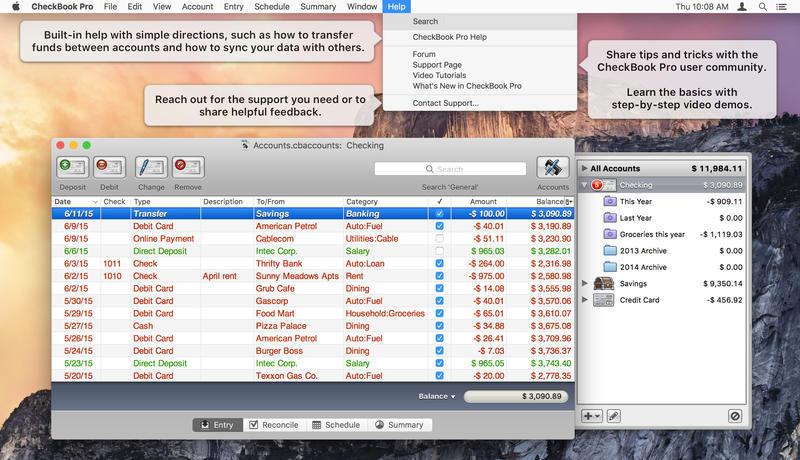 CheckBook Pro File Edit View Account Entry Schedule Summary Window Help Thu 10:08 AM
Search
CheckBook Pro Help
Forum
Support Page
Video Tutorials
What's New in CheckBook Pro
Contact Support...
Built-in help with simple directions, such as how to transfer
funds between accounts and how to sync your data with others.
Reach out for the support you need or to
share helpful feedback.
Share tips and tricks with the
CheckBook Pro user community.
Learn the basics with
step-by-step video demos.
Accounts.cbaccounts: Checking
Deposit Debit Change Remove Search Search 'General' Accounts
Date Check Type Description To/From Category ✓ Amount Balance
6/11/15 Transfer Savings Banking -$ 100.00 $ 3,090.89
6/9/15 Debit Card American Petrol Auto:Fuel -$ 40.01 $ 3,190.89
6/9/15 Online Payment Cablecom Utilities:Cable -$ 51.11 $ 3,230.90
6/6/15 Direct Deposit Intec Corp. Salary $ 965.03 $ 3,282.01
6/3/15 1011 Check Thrifty Bank Auto:Loan -$ 264.00 $ 2,316.98
6/2/15 1010 Check April rent Sunny Meadows Apts Rent -$ 975.00 $ 2,580.98
6/2/15 Debit Card Grub Cafe Dining -$ 14.08 $ 3,555.98
5/30/15 Debit Card Gascorp Auto:Fuel -$ 40.01 $ 3,570.06
5/29/15 Debit Card Food Mart Household:Groceries -$ 65.01 $ 3,610.07
5/27/15 Cash Pizza Palace Dining -$ 34.88 $ 3,675.08
5/26/15 Debit Card American Petrol Auto:Fuel -$ 26.41 $ 3,709.96
5/24/15 Debit Card Burger Boss Dining -$ 7.03 $ 3,736.37
5/23/15 Direct Deposit Intec Corp. Salary $ 965.05 $ 3,743.40
5/20/15 Debit Card Texxon Gas Co. Auto:Fuel -$ 20.00 $ 2,778.35
Balance $ 3,090.89
Entry Reconcile Schedule Summary
All Accounts $ 11,984.11
5 Checking $ 3,090.89
This Year -$ 909.11
Last Year $ 0.00
Groceries this year -$ 1,119.03
2013 Archive $ 0.00
2014 Archive $ 0.00
Savings $ 9,350.14
Credit Card -$ 456.92